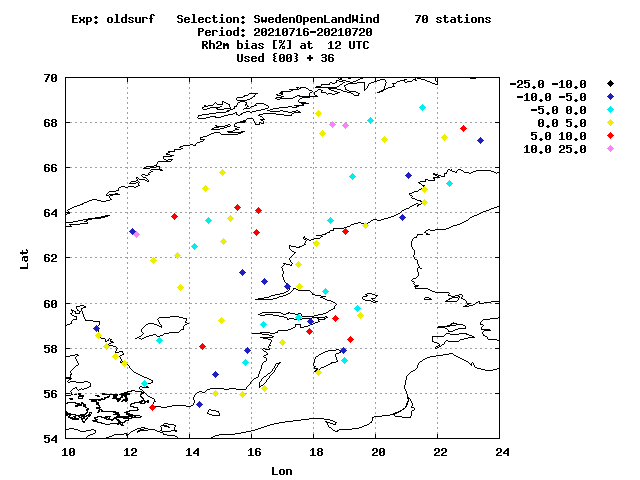 Exp: oldsurf   Selection: SwedenOpenLandWind     70 stations
Period: 20210716-20210720
Rh2m bias [%] at  12 UTC
Used {00} + 36
-25.0 -10.0
-10.0 -5.0
-5.0 0.0
0.0 5.0
5.0 10.0
10.0 25.0
70
68
66
64
62
60
58
56
54
Lat
10 12 14 16 18 20 22 24
Lon